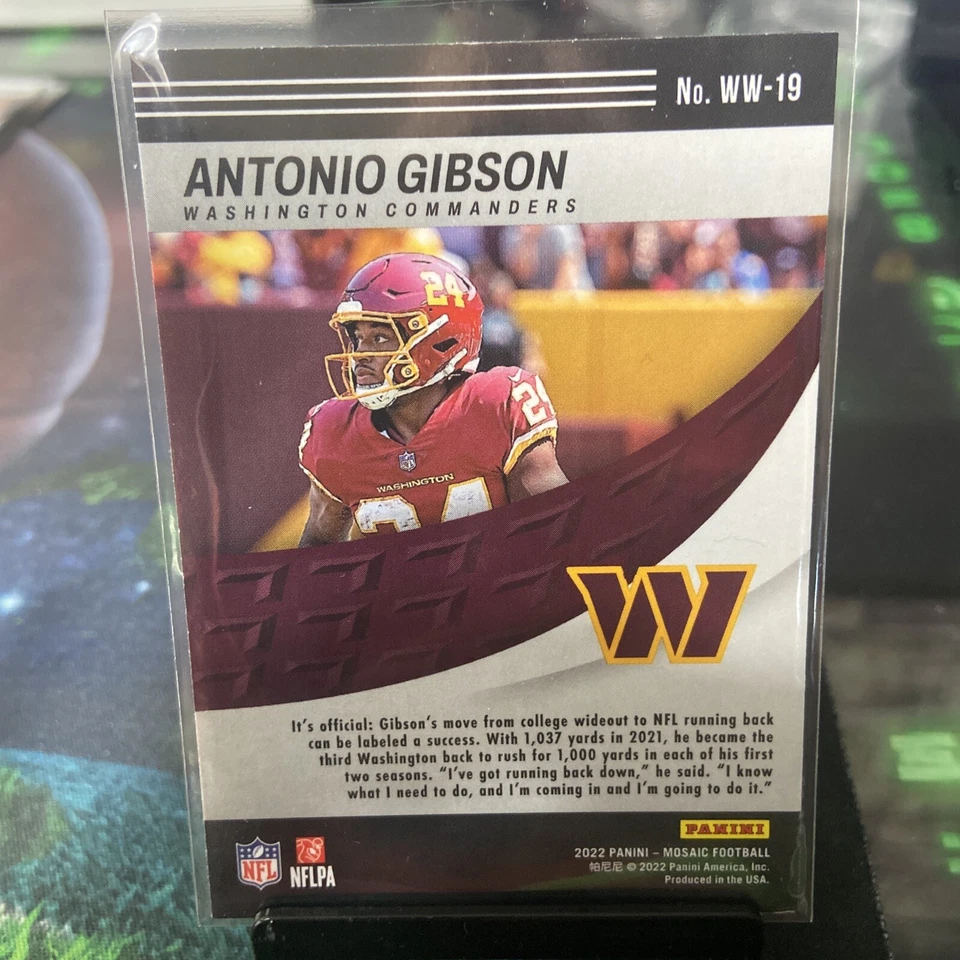 No. WW-19
ANTONIO GIBSON
WASHINGTON COMMANDERS
24
24
WASHINGTON
24
W
It's official: Gibson's move from college wideout to NFL running back
can be labeled a success. With 1,037 yards in 2021, he became the
third Washington back to rush for 1,000 yards in each of his first
two seasons. "I've got running back down," he said. "I know
what I need to do, and I'm coming in and I'm going to do it."
PANINI
2022 PANINI – MOSAIC FOOTBALL
帕尼尼 © 2022 Panini America, Inc.
Produced in the USA.
NFL
NFLPA